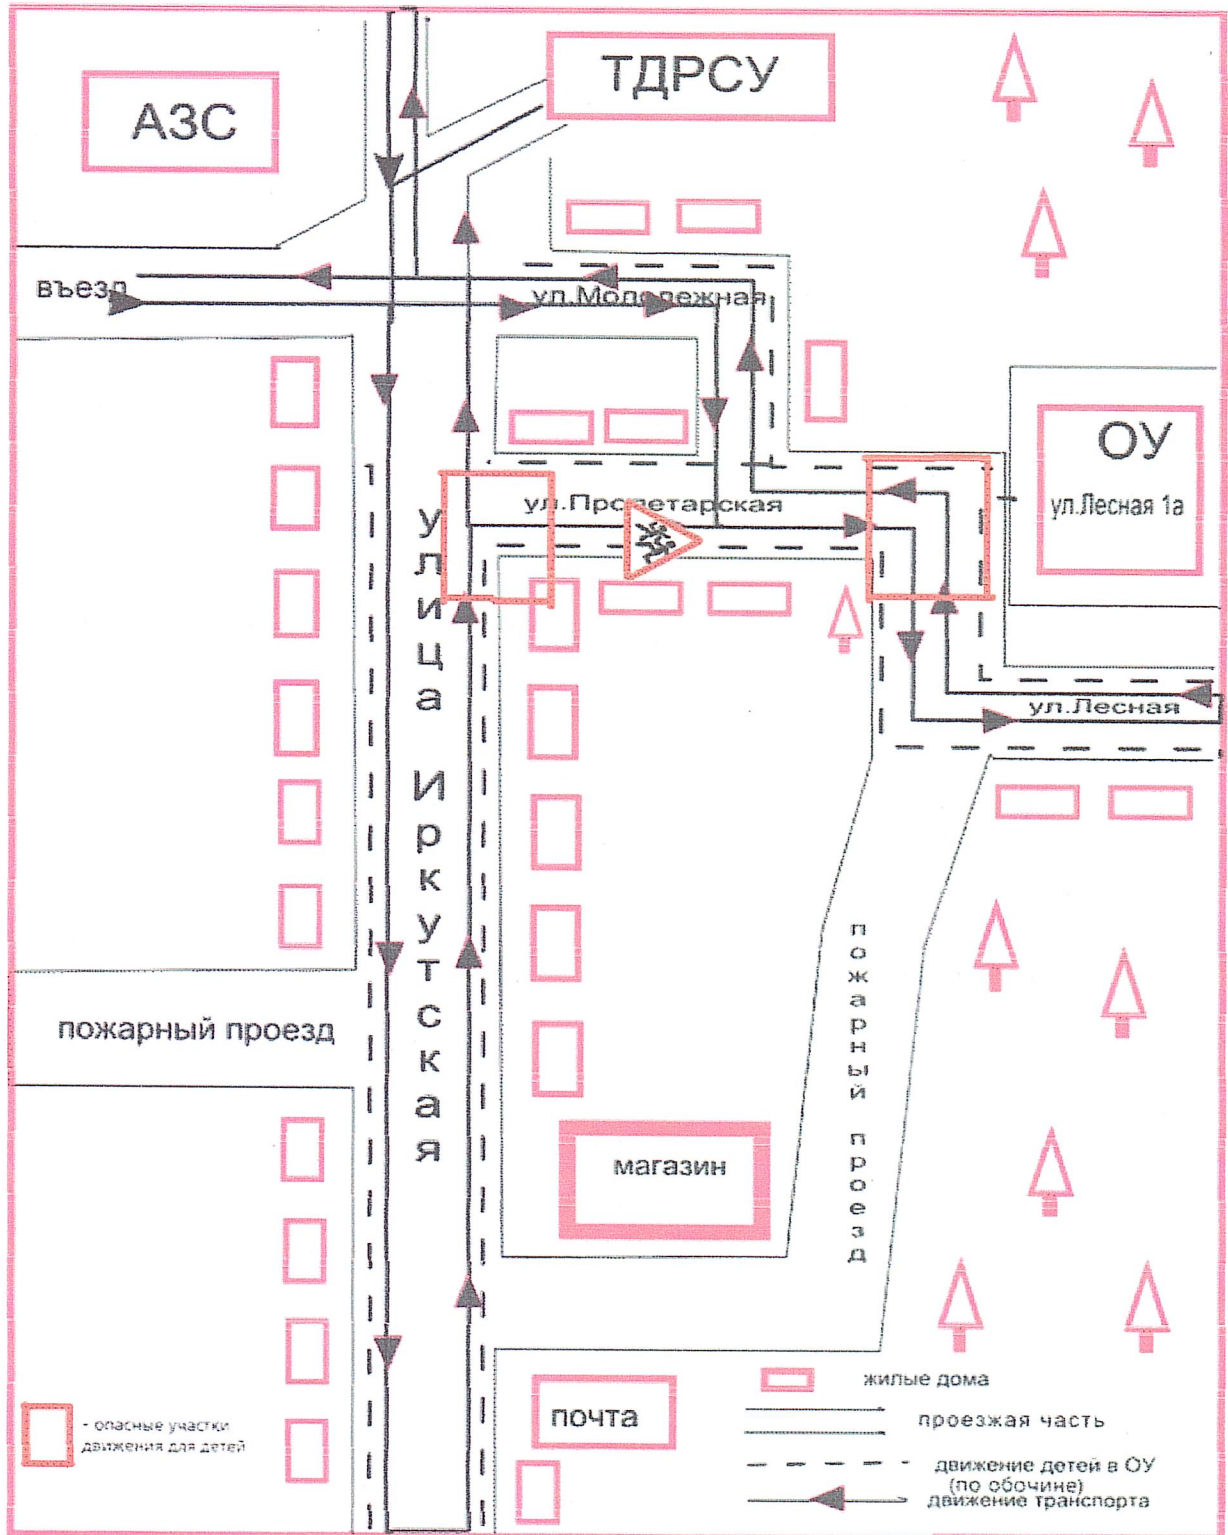 ТДРСУ
АЗС
въезд
ул.Молодежная
ОУ
ул.Лесная 1а
ул.Пролетарская
улица Иркутская
ул.Лесная
пожарный проезд
пожарный проезд
магазин
почта
жилые дома
проезжая часть
движение детей в ОУ
(по обочине)
движение транспорта
- опасные участки
движения для детей